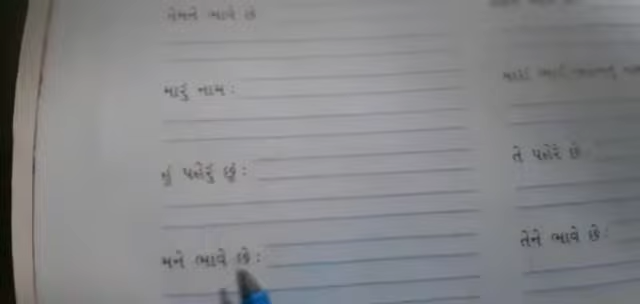 તેમને ભાવે છે
મારું નામ :
હું પહેરું છું :
મને ભાવે છે :
તે પહેરે છે :
તેને ભાવે છે :